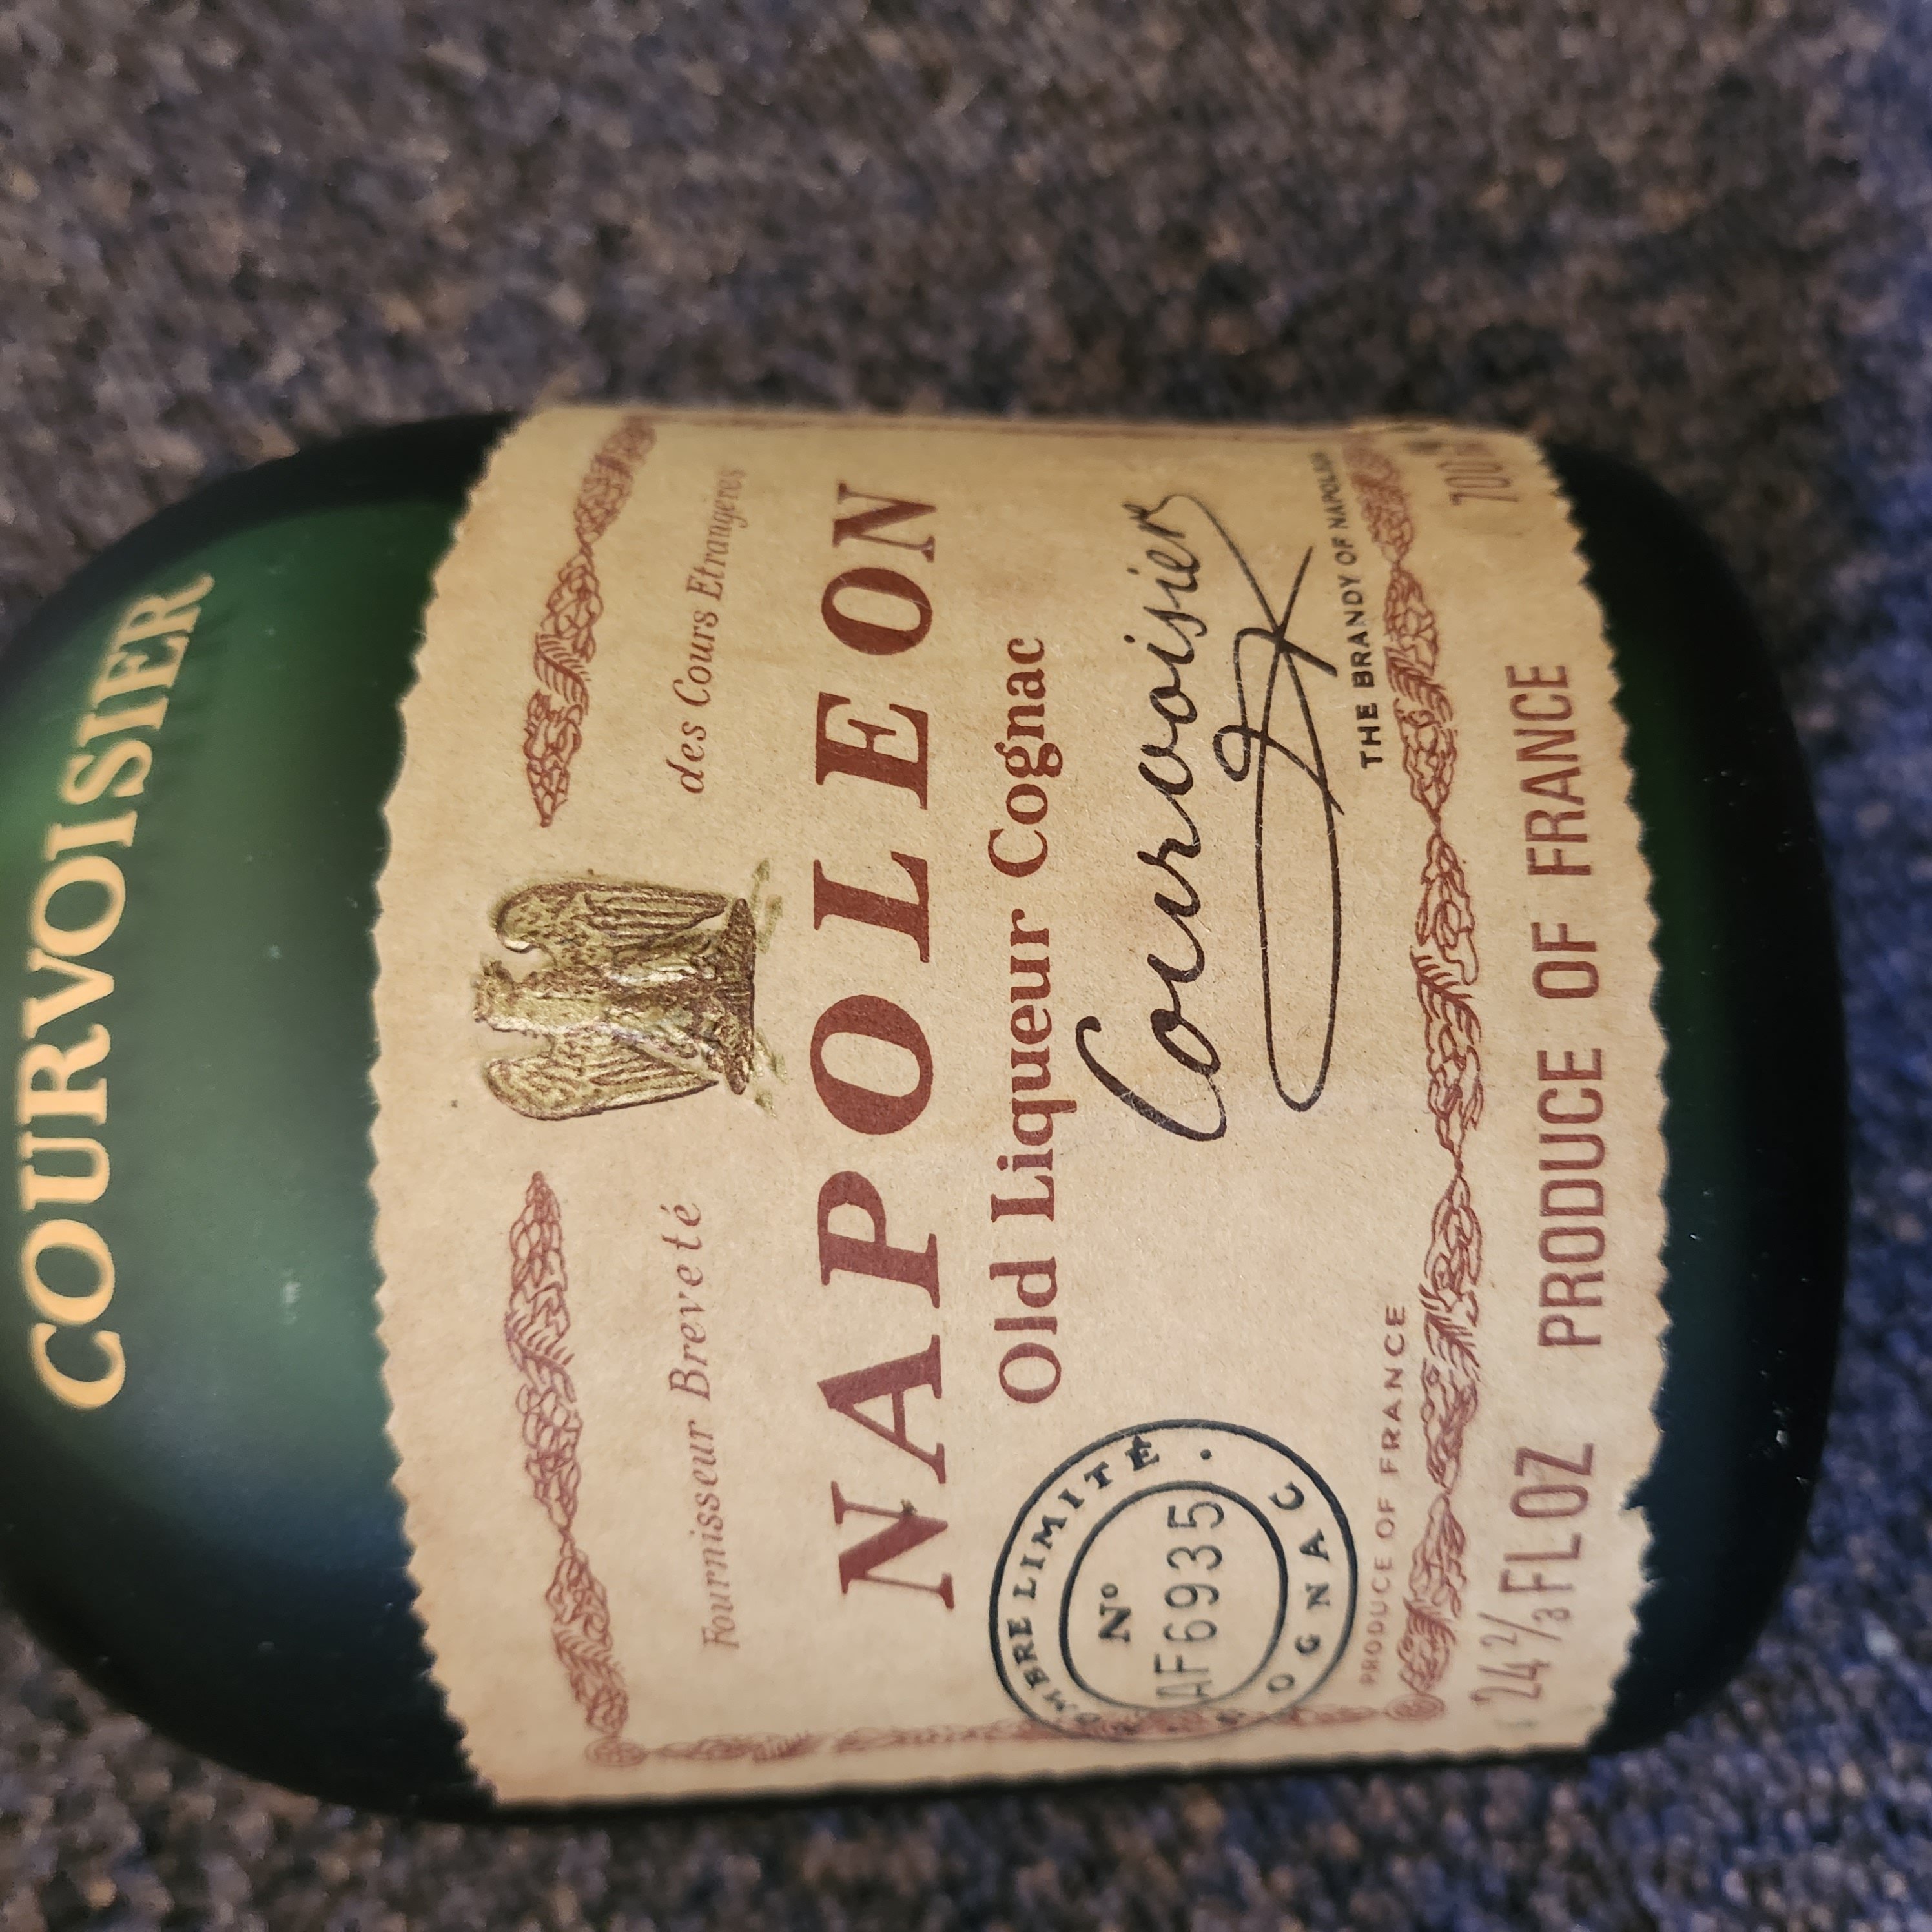 COURVOISIER
Fournisseur Breveté des Cours Etrangères
NAPOLEON
Old Liqueur Cognac
LIMITÉ
COGNAC
Nº
AF6935
Courvoisier
PRODUCE OF FRANCE
THE BRANDY OF NAPOLEON
24 2/3 FL OZ PRODUCE OF FRANCE